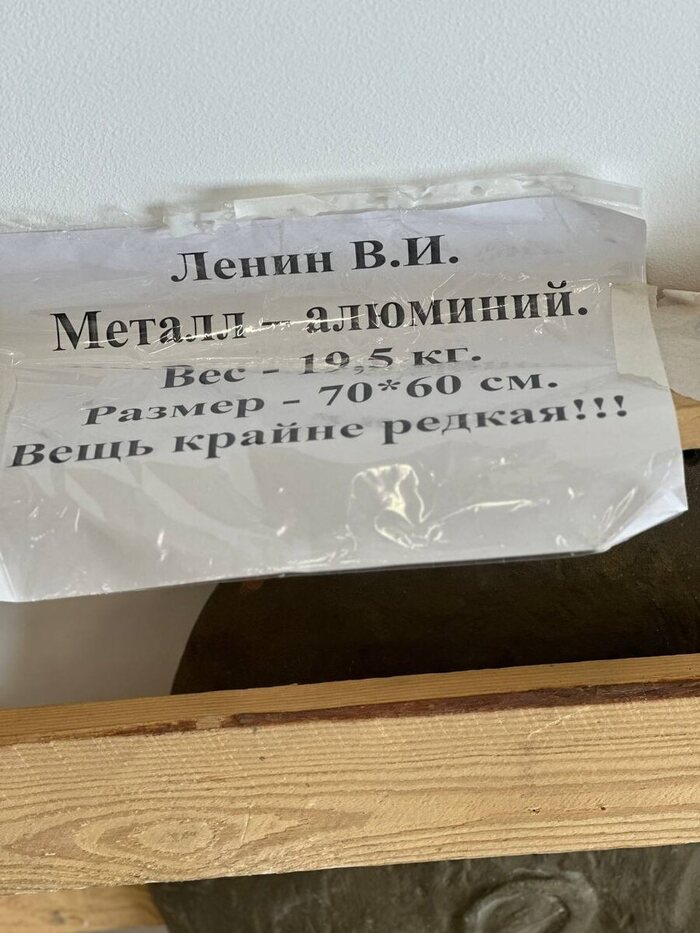 Ленин В.И.
Металл – алюминий.
Вес - 19,5 кг.
Размер - 70*60 см.
Вещь крайне редкая!!!